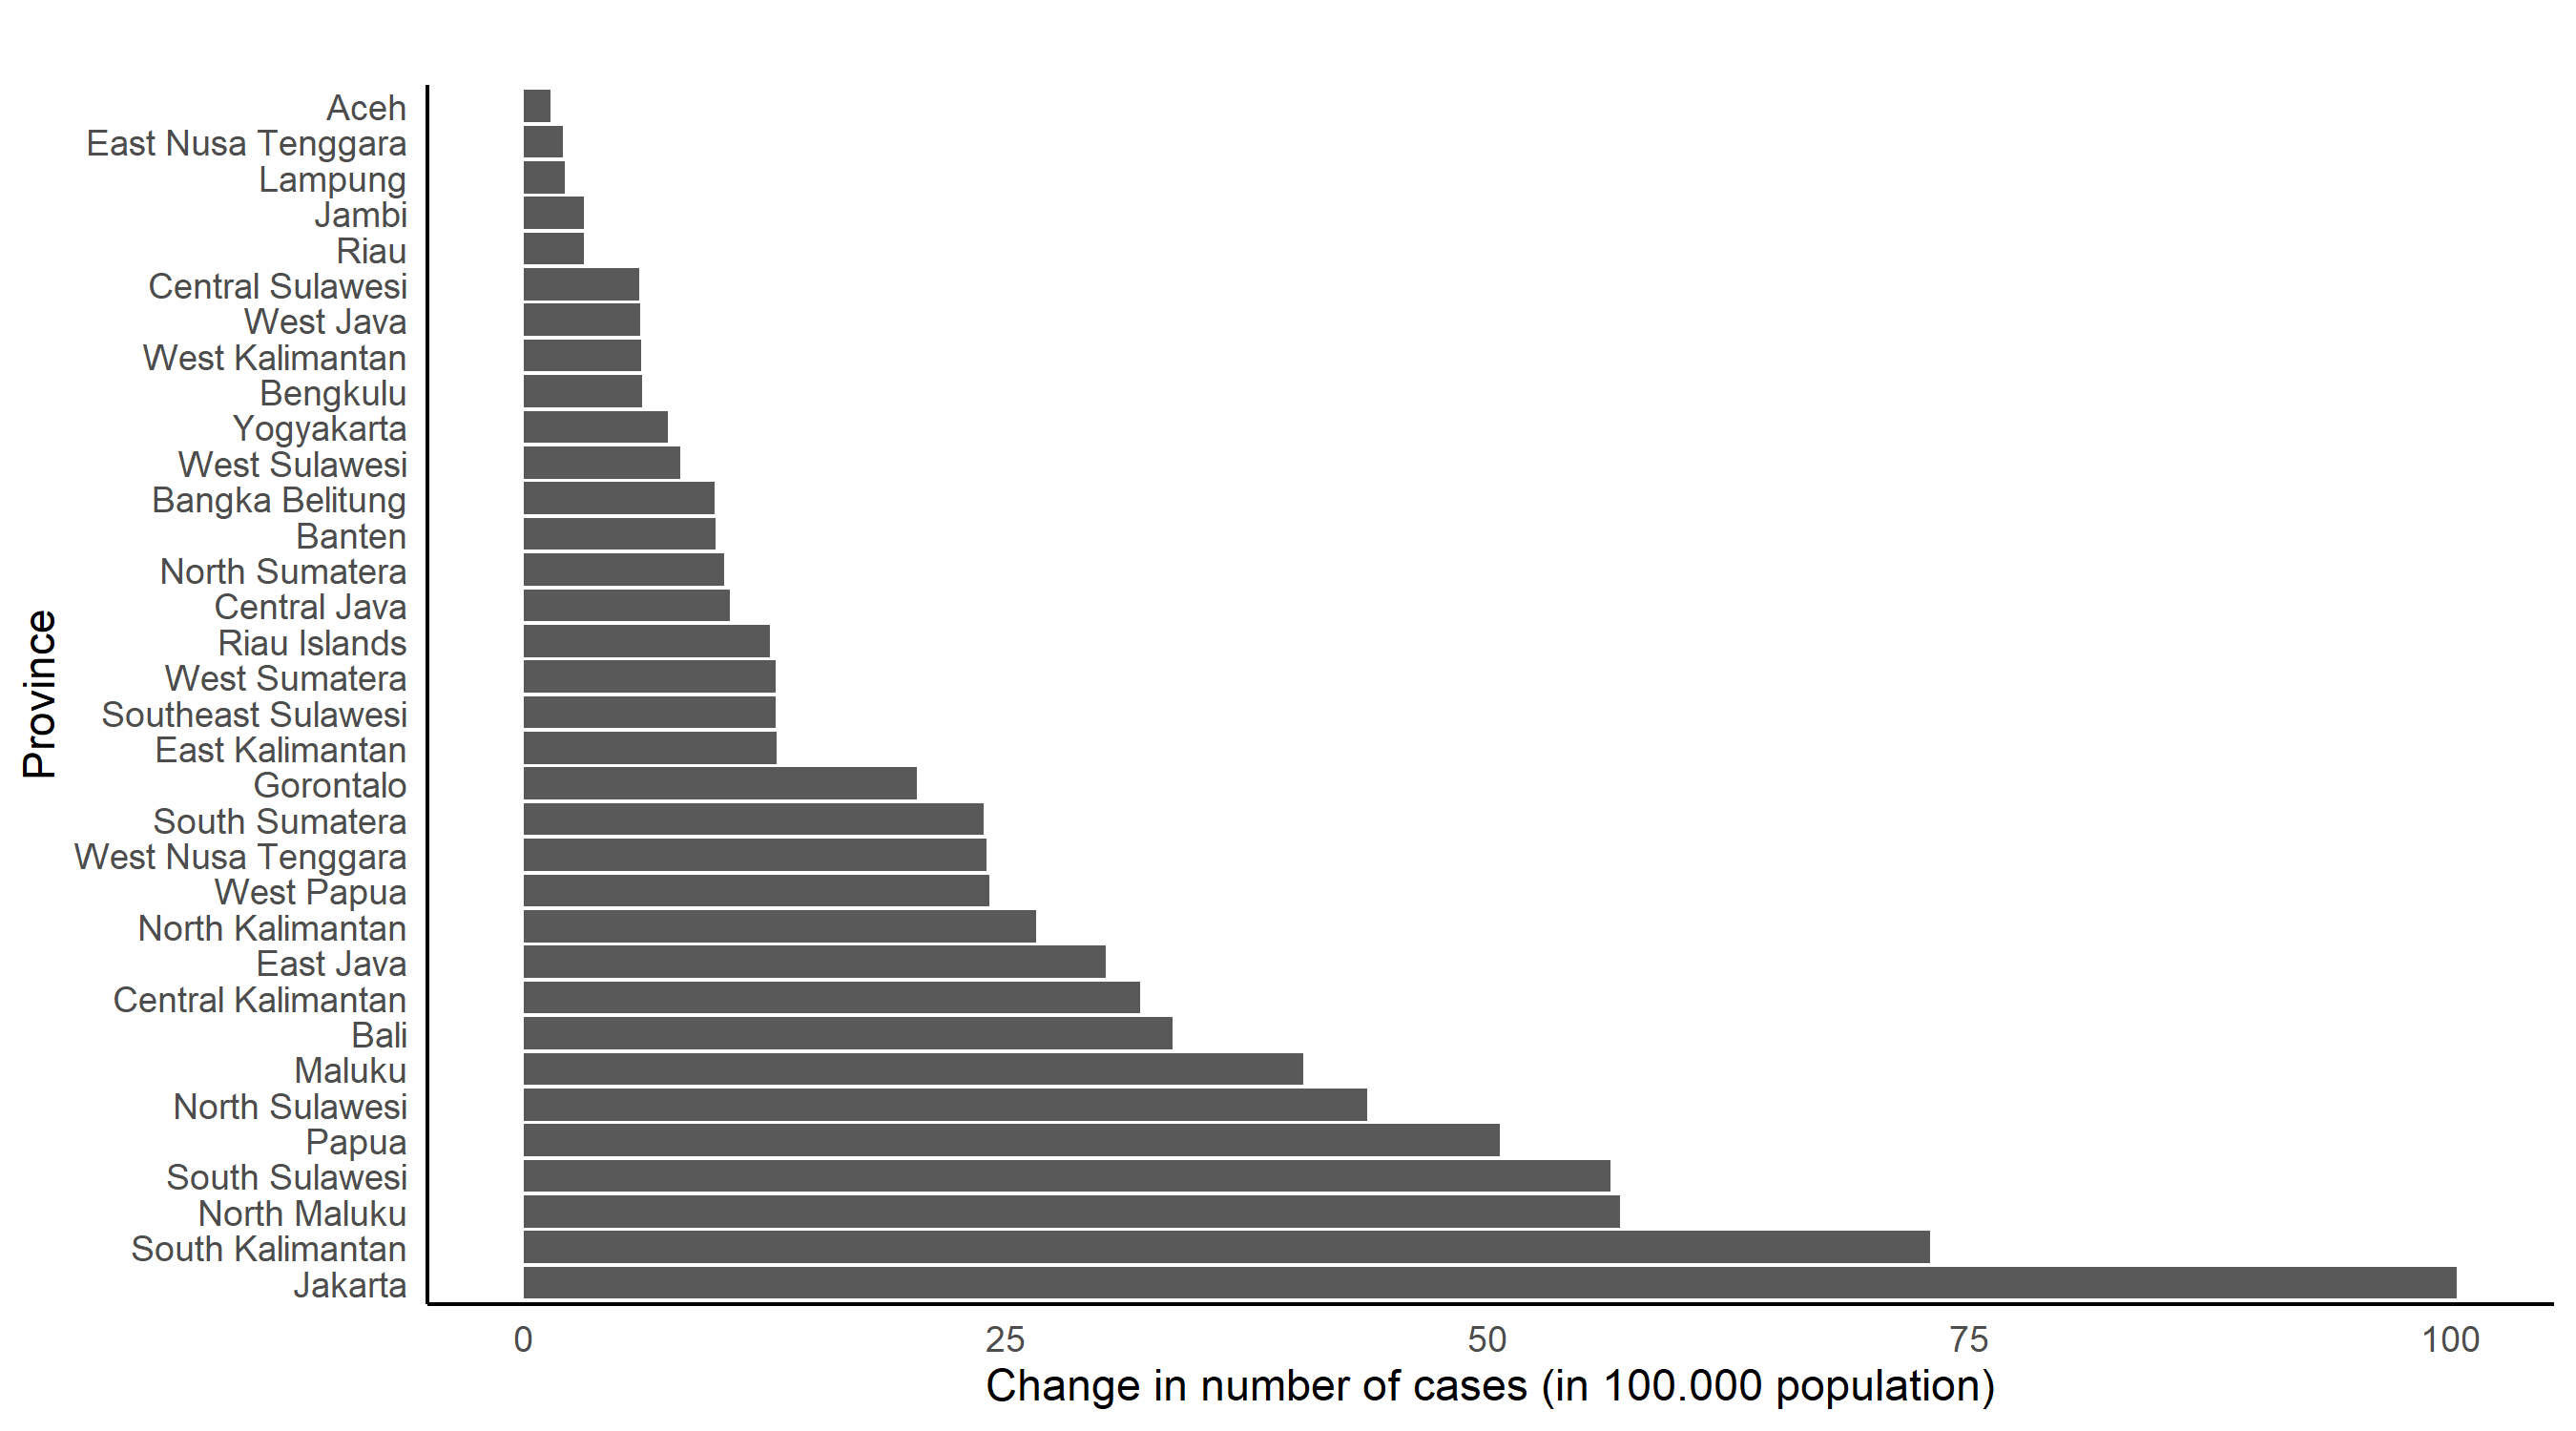 Aceh
East Nusa Tenggara
Lampung
Jambi
Riau
Central Sulawesi
West Java
West Kalimantan
Bengkulu
Yogyakarta
West Sulawesi
Bangka Belitung
Banten
North Sumatera
Central Java
Riau Islands
West Sumatera
Southeast Sulawesi
East Kalimantan
Gorontalo
South Sumatera
West Nusa Tenggara
West Papua
North Kalimantan
East Java
Central Kalimantan
Bali
Maluku
North Sulawesi
Papua
South Sulawesi
North Maluku
South Kalimantan
Jakarta
Province
0 25 50 75 100
Change in number of cases (in 100.000 population)